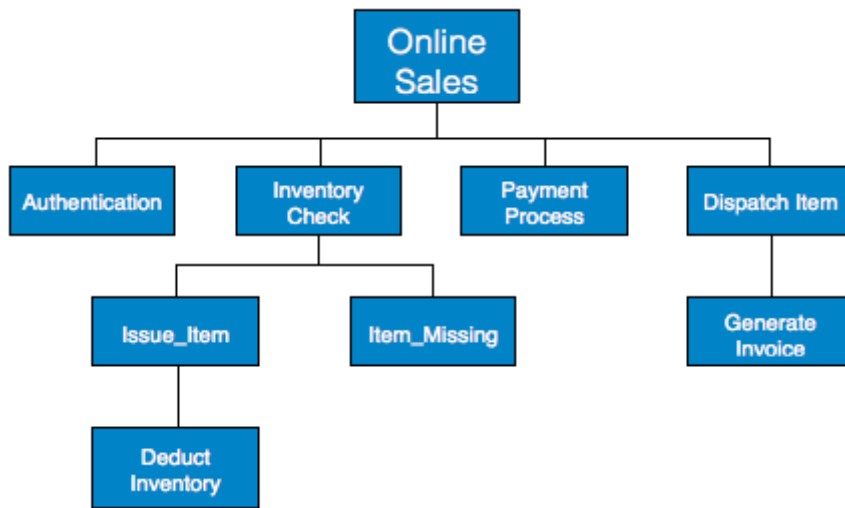 Online
Sales
Authentication
Inventory
Check
Payment
Process
Dispatch Item
Issue_Item
Item_Missing
Generate
Invoice
Deduct
Inventory